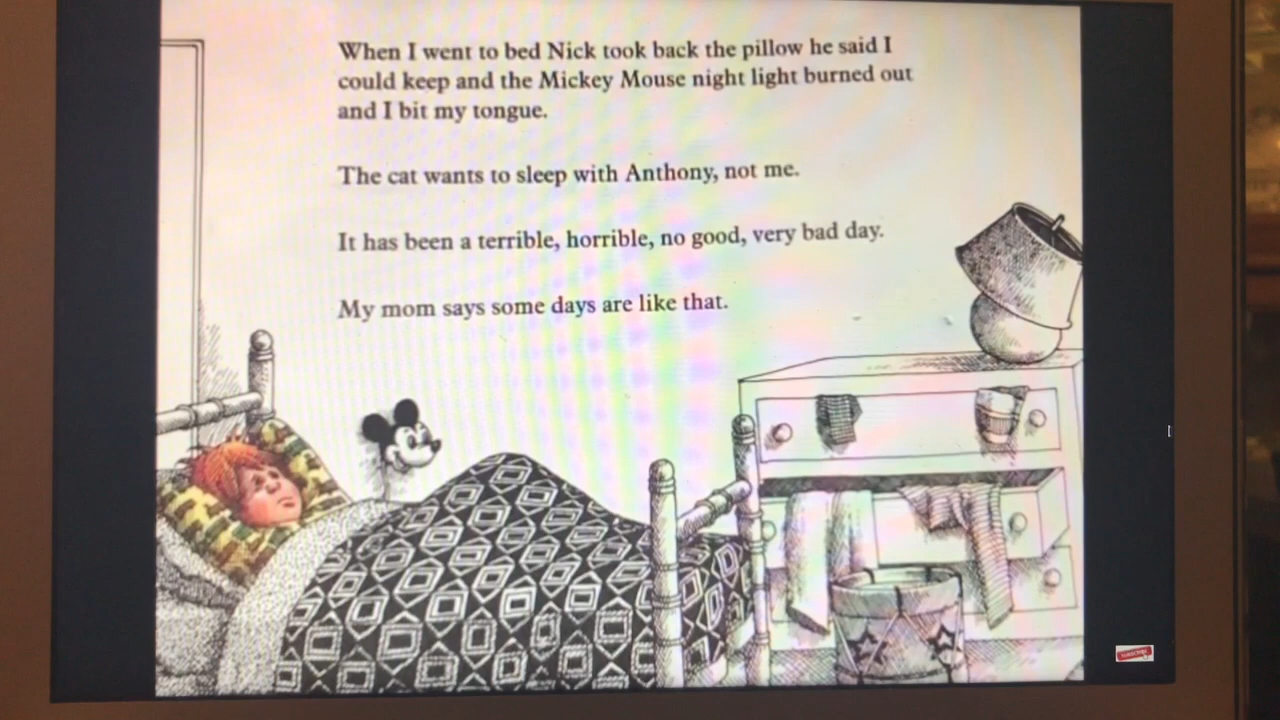 When I went to bed Nick took back the pillow he said I
could keep and the Mickey Mouse night light burned out
and I bit my tongue.
The cat wants to sleep with Anthony, not me.
It has been a terrible, horrible, no good, very bad day.
My mom says some days are like that.
SUBSCRIBE